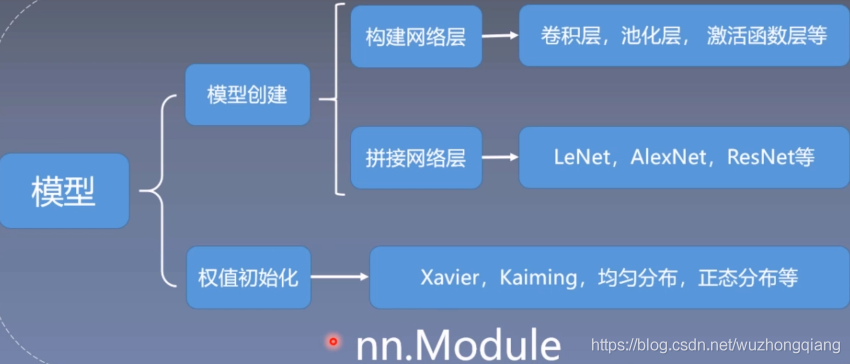 构建网络层
卷积层，池化层， 激活函数层等
模型创建
拼接网络层
LeNet，AlexNet，ResNet等
模型
权值初始化
Xavier，Kaiming，均匀分布，正态分布等
nn.Module
https://blog.csdn.net/wuzhongqiang